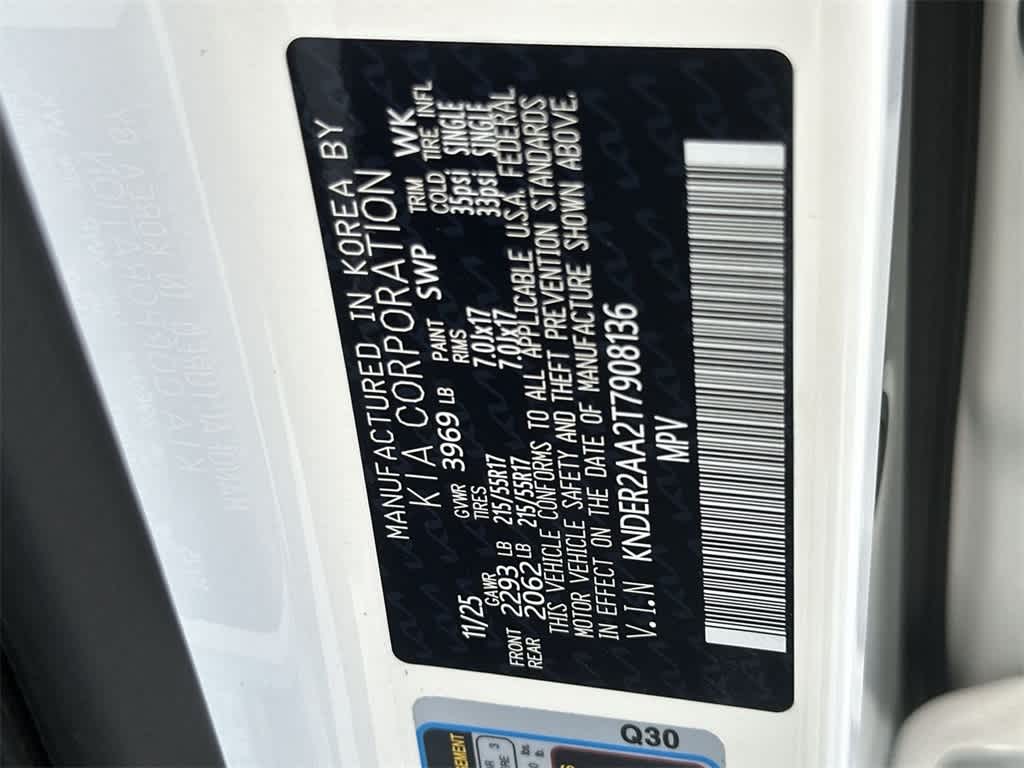 MANUFACTURED IN KOREA BY
KIA CORPORATION
11/25 GVWR 3969 LB PAINT SWP TRIM WK
GAWR TIRES RIMS COLD TIRE INFL
FRONT 2293 LB 215/55R17 7.0Jx17 35psi SINGLE
REAR 2062 LB 215/55R17 7.0Jx17 33psi SINGLE
THIS VEHICLE CONFORMS TO ALL APPLICABLE U.S.A. FEDERAL
MOTOR VEHICLE SAFETY AND THEFT PREVENTION STANDARDS
IN EFFECT ON THE DATE OF MANUFACTURE SHOWN ABOVE.
V.I.N KNDER2AA2T7908136
MPV
Q30